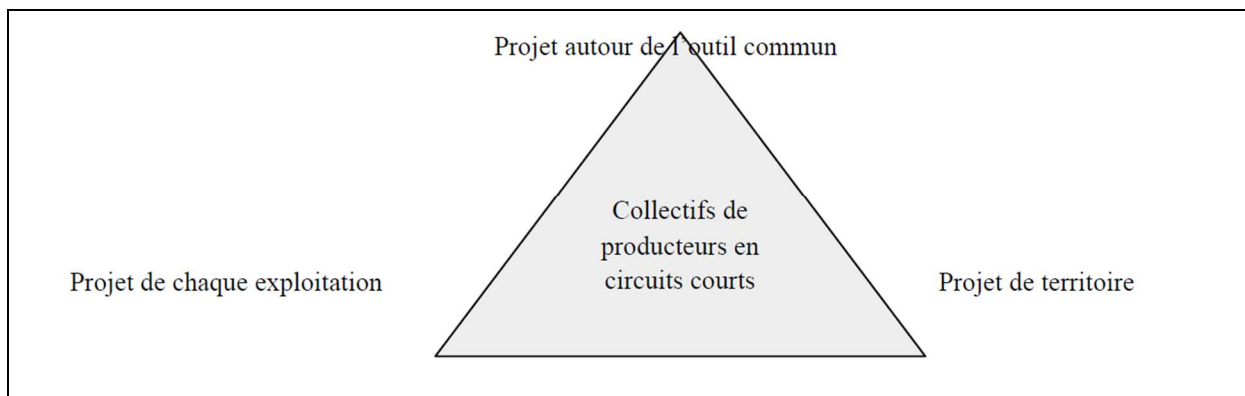 Projet autour de l'outil commun
Collectifs de
producteurs en
circuits courts
Projet de chaque exploitation
Projet de territoire